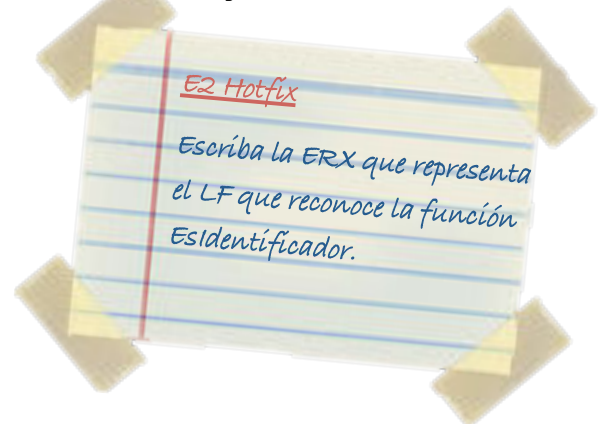 E2 Hotfix
Escriba la ERX que representa
el LF que reconoce la función
EsIdentificador.